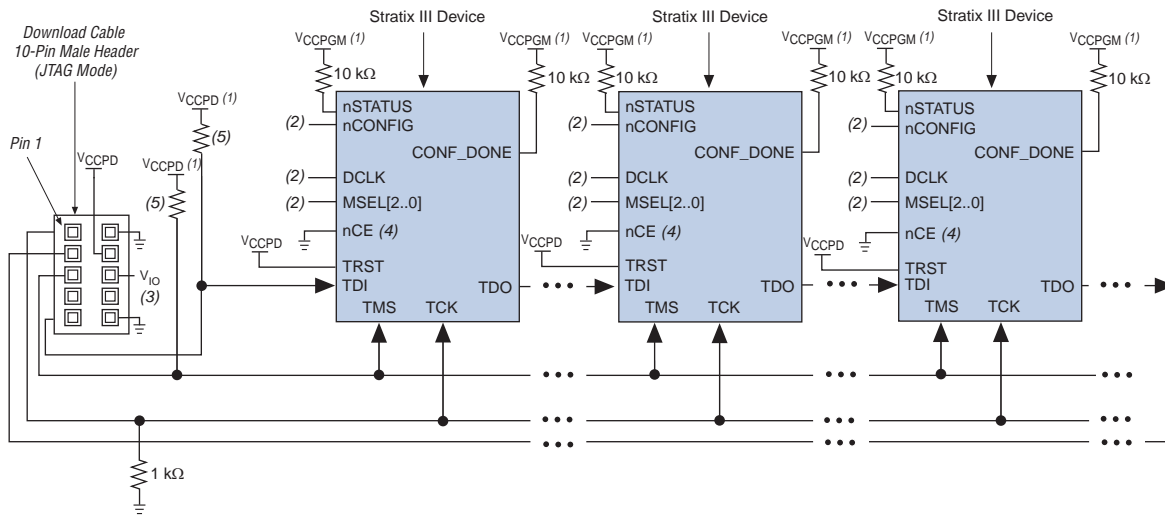 Download Cable
10-Pin Male Header
(JTAG Mode)
Pin 1
VCCPD
VCCPD (1)
(5)
VCCPD (1)
(5)
VIO
(3)
1 kΩ
Stratix III Device
VCCPGM (1)
10 kΩ
VCCPGM (1)
10 kΩ
nSTATUS
(2) nCONFIG
CONF_DONE
(2) DCLK
(2) MSEL[2..0]
nCE (4)
VCCPD
TRST
TDI
TDO
TMS TCK
Stratix III Device
VCCPGM (1)
10 kΩ
VCCPGM (1)
10 kΩ
nSTATUS
(2) nCONFIG
CONF_DONE
(2) DCLK
(2) MSEL[2..0]
nCE (4)
VCCPD
TRST
TDI
TDO
TMS TCK
Stratix III Device
VCCPGM (1)
10 kΩ
VCCPGM (1)
10 kΩ
nSTATUS
(2) nCONFIG
CONF_DONE
(2) DCLK
(2) MSEL[2..0]
nCE (4)
VCCPD
TRST
TDI
TDO
TMS TCK